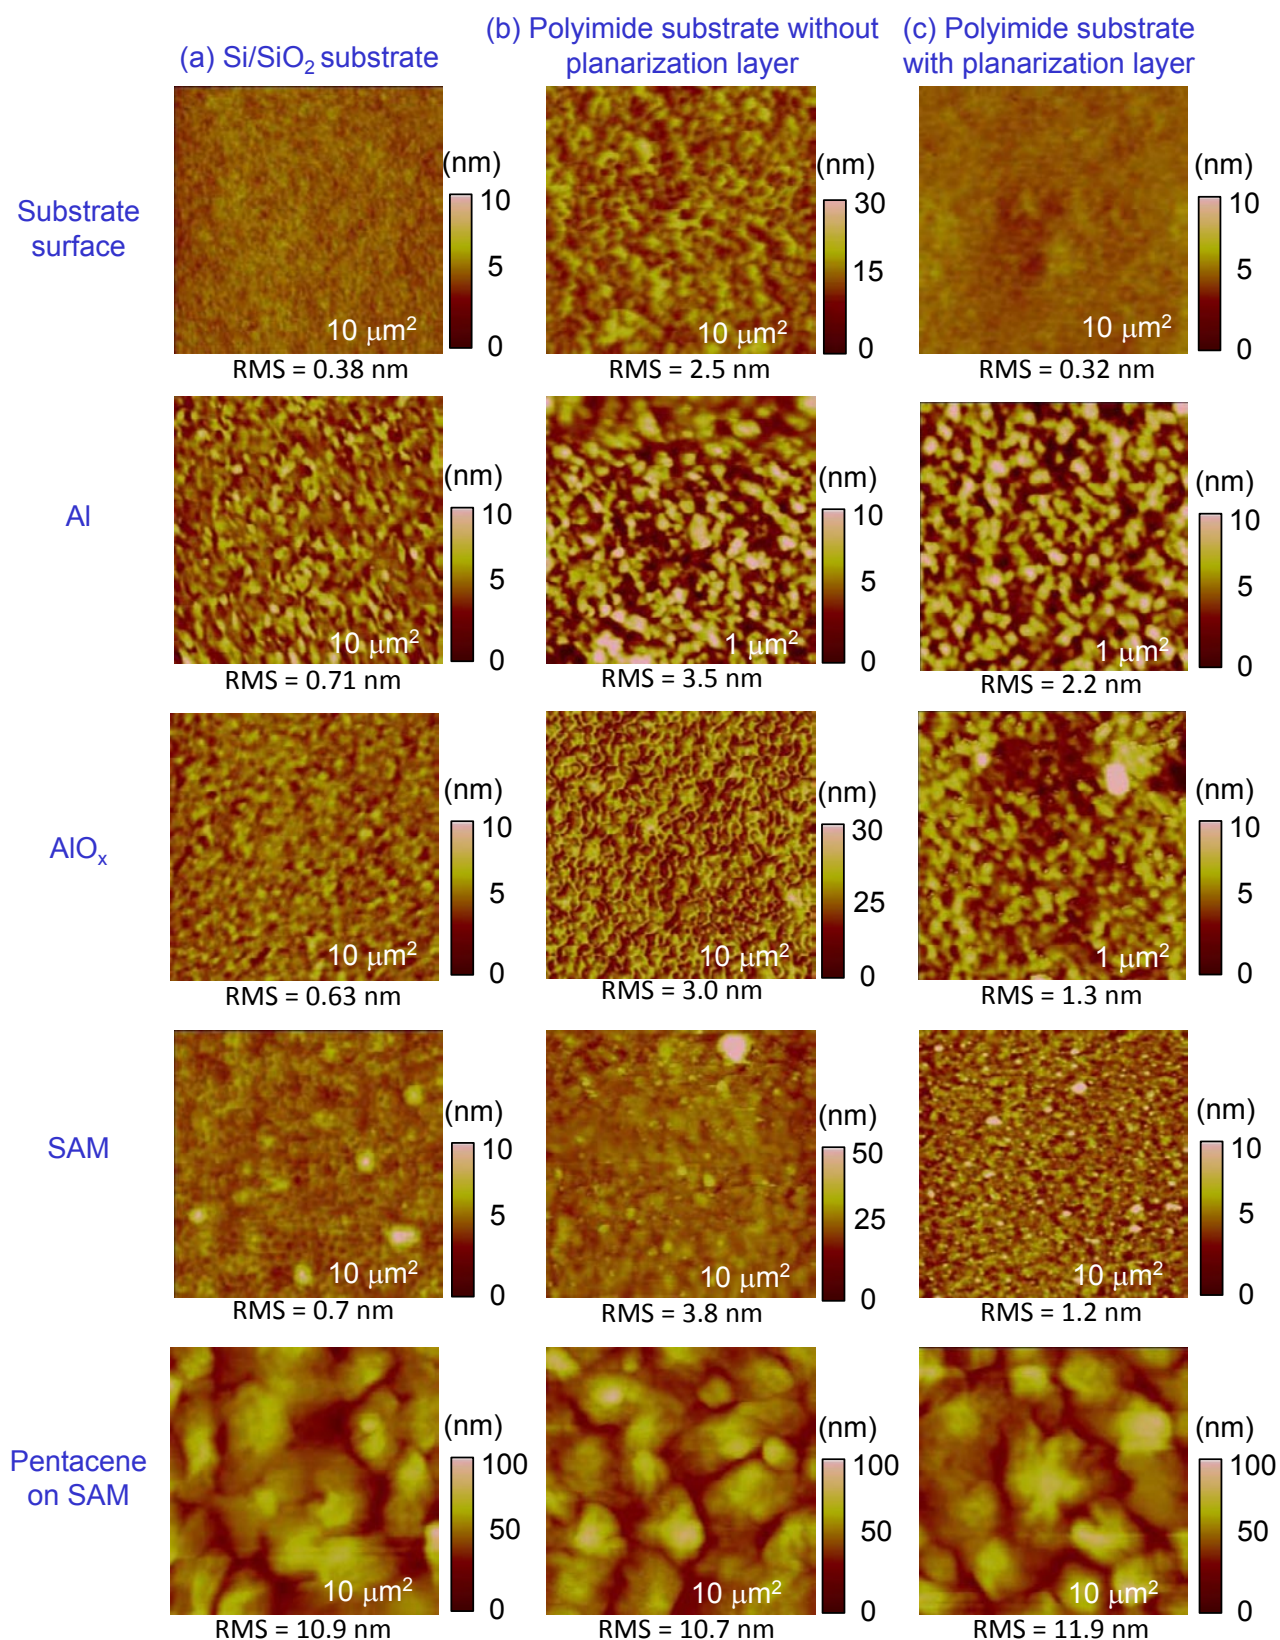 (a) Si/SiO₂ substrate
(b) Polyimide substrate without
planarization layer
(c) Polyimide substrate
with planarization layer
Substrate
surface
10 μm²
(nm)
10
5
0
RMS = 0.38 nm
10 μm²
(nm)
30
15
0
RMS = 2.5 nm
10 μm²
(nm)
10
5
0
RMS = 0.32 nm
Al
10 μm²
(nm)
10
5
0
RMS = 0.71 nm
1 μm²
(nm)
10
5
0
RMS = 3.5 nm
1 μm²
(nm)
10
5
0
RMS = 2.2 nm
AlOₓ
10 μm²
(nm)
10
5
0
RMS = 0.63 nm
10 μm²
(nm)
30
25
0
RMS = 3.0 nm
1 μm²
(nm)
10
5
0
RMS = 1.3 nm
SAM
10 μm²
(nm)
10
5
0
RMS = 0.7 nm
10 μm²
(nm)
50
25
0
RMS = 3.8 nm
10 μm²
(nm)
10
5
0
RMS = 1.2 nm
Pentacene
on SAM
10 μm²
(nm)
100
50
0
RMS = 10.9 nm
10 μm²
(nm)
100
50
0
RMS = 10.7 nm
10 μm²
(nm)
100
50
0
RMS = 11.9 nm